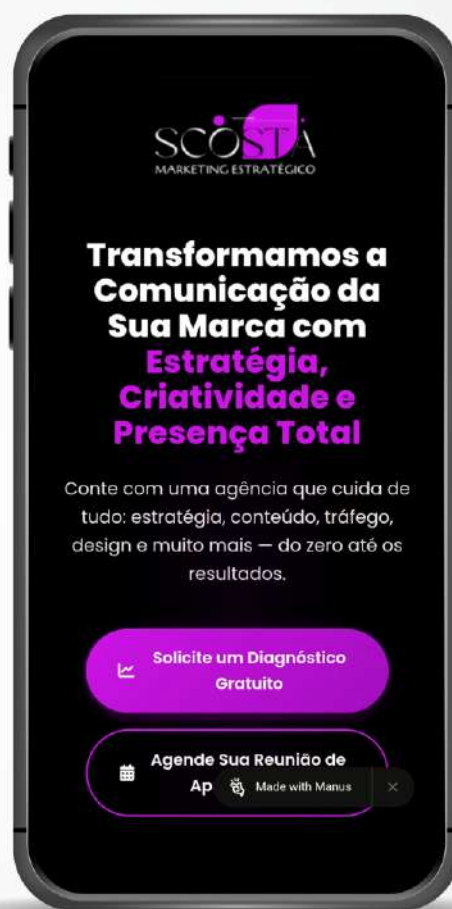 SCOSTA
MARKETING ESTRATÉGICO
Transformamos a
Comunicação da
Sua Marca com
Estratégia,
Criatividade e
Presença Total
Conte com uma agência que cuida de
tudo: estratégia, conteúdo, tráfego,
design e muito mais — do zero até os
resultados.
Solicite um Diagnóstico
Gratuito
Agende Sua Reunião de
Ap
Made with Manus